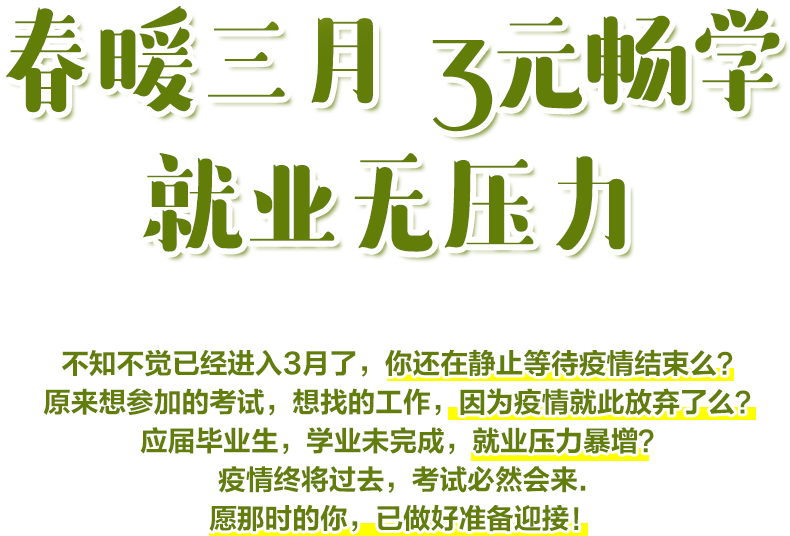 春暖三月 3元畅学
就业无压力
不知不觉已经进入3月了，你还在静止等待疫情结束么?
原来想参加的考试，想找的工作，因为疫情就此放弃了么?
应届毕业生，学业未完成，就业压力暴增?
疫情终将过去，考试必然会来.
愿那时的你，已做好准备迎接!